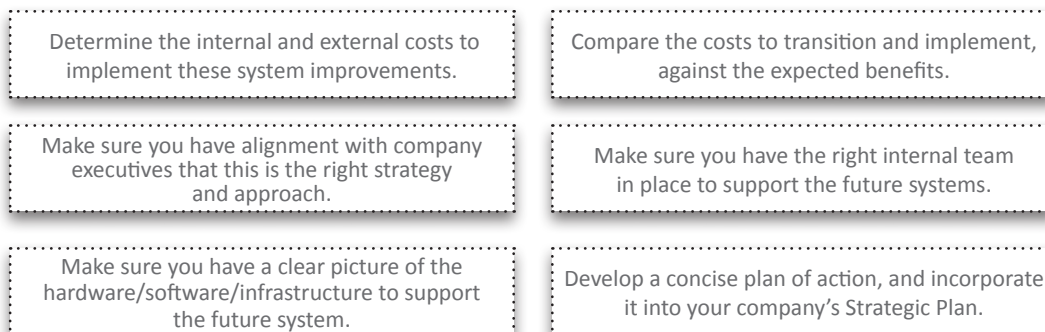 Determine the internal and external costs to
implement these system improvements.
Compare the costs to transition and implement,
against the expected benefits.
Make sure you have alignment with company
executives that this is the right strategy
and approach.
Make sure you have the right internal team
in place to support the future systems.
Make sure you have a clear picture of the
hardware/software/infrastructure to support
the future system.
Develop a concise plan of action, and incorporate
it into your company's Strategic Plan.